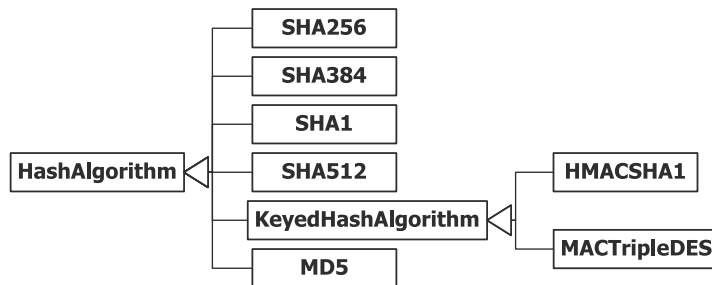 SHA256
SHA384
SHA1
HashAlgorithm
SHA512
HMACSHA1
KeyedHashAlgorithm
MACTripleDES
MD5